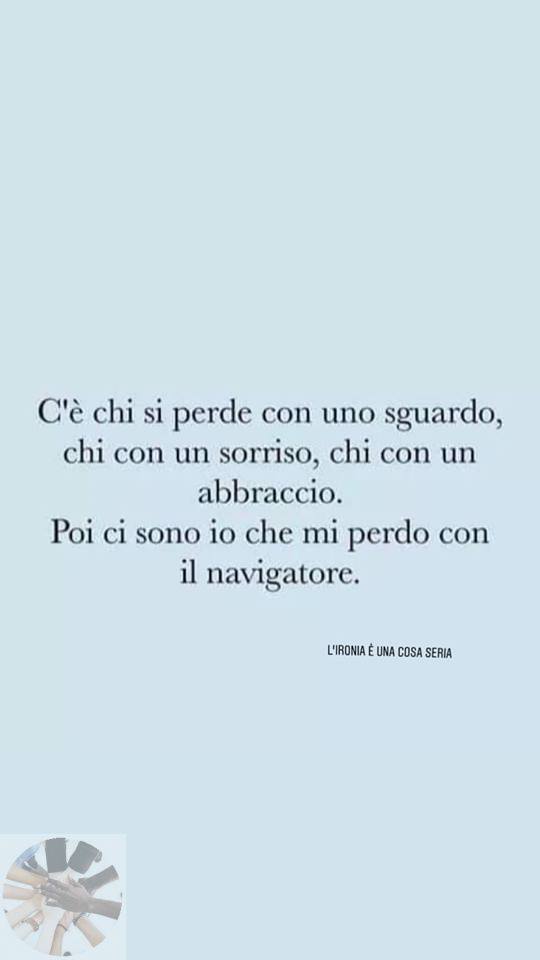 C'è chi si perde con uno sguardo,
chi con un sorriso, chi con un
abbraccio.
Poi ci sono io che mi perdo con
il navigatore.
L'IRONIA È UNA COSA SERIA